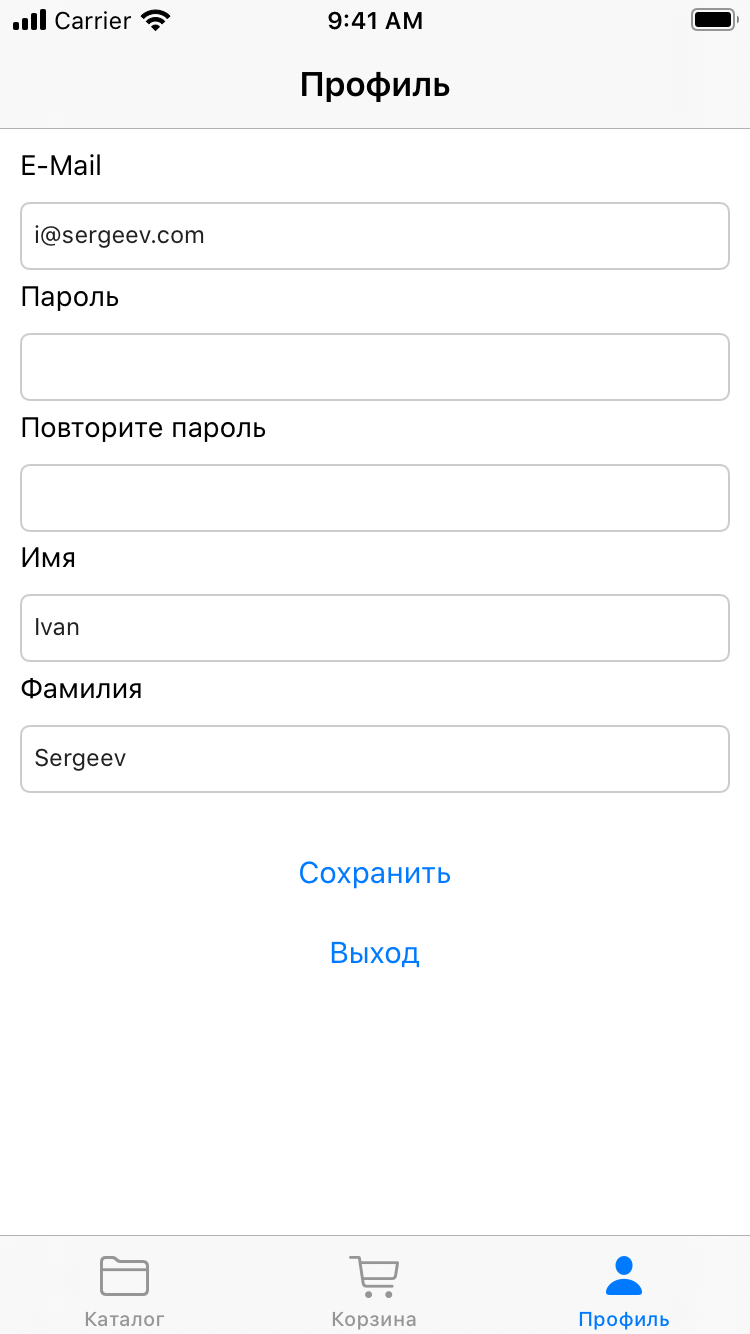 Carrier 9:41 AM
Профиль
E-Mail
i@sergeev.com
Пароль
Повторите пароль
Имя
Ivan
Фамилия
Sergeev
Сохранить
Выход
Каталог Корзина Профиль